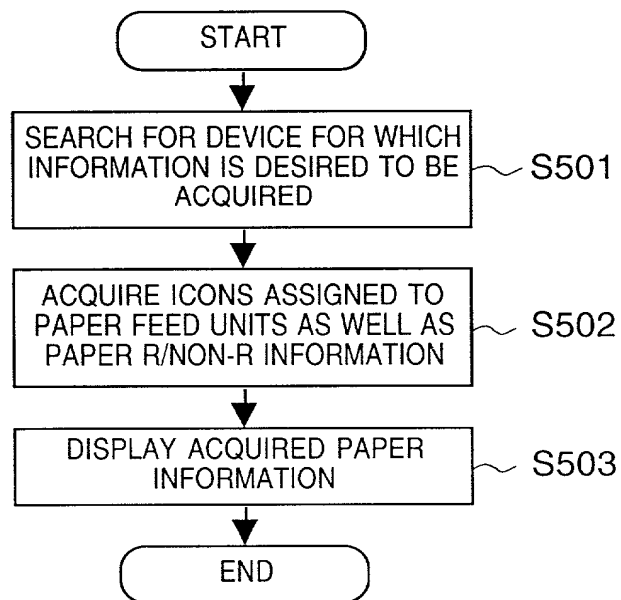 START
SEARCH FOR DEVICE FOR WHICH
INFORMATION IS DESIRED TO BE
ACQUIRED
S501
ACQUIRE ICONS ASSIGNED TO
PAPER FEED UNITS AS WELL AS
PAPER R/NON-R INFORMATION
S502
DISPLAY ACQUIRED PAPER
INFORMATION
S503
END